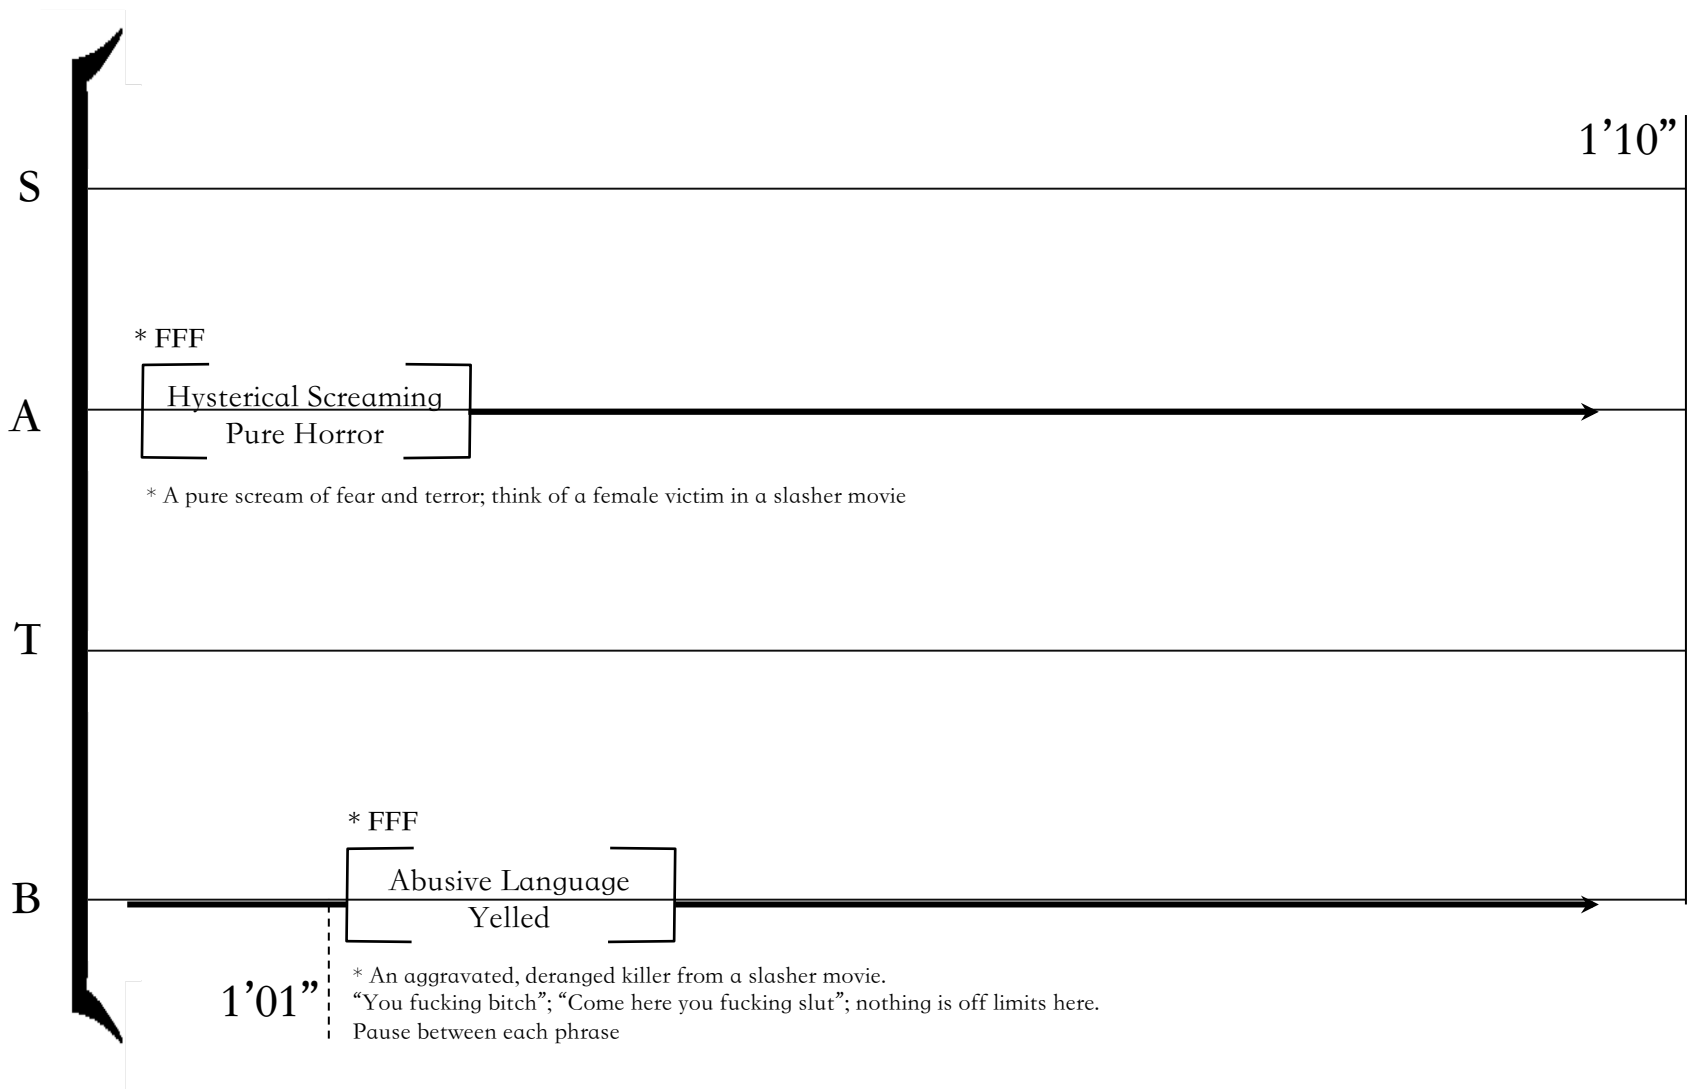 1’10”
S
* FFF
Hysterical Screaming
Pure Horror
A
* A pure scream of fear and terror; think of a female victim in a slasher movie
T
* FFF
Abusive Language
Yelled
B
* An aggravated, deranged killer from a slasher movie.
1’01”
“You fucking bitch”; “Come here you fucking slut”; nothing is off limits here.
Pause between each phrase